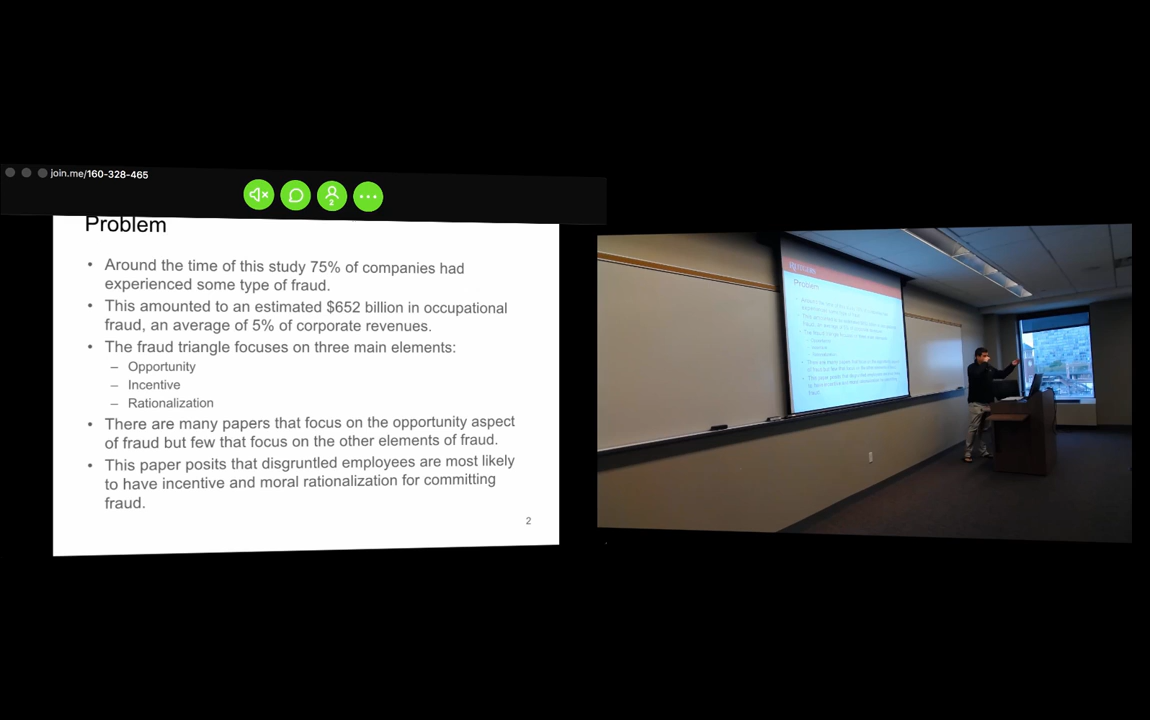 join.me/160-328-465
2
Problem
• Around the time of this study 75% of companies had
experienced some type of fraud.
• This amounted to an estimated $652 billion in occupational
fraud, an average of 5% of corporate revenues.
• The fraud triangle focuses on three main elements:
– Opportunity
– Incentive
– Rationalization
• There are many papers that focus on the opportunity aspect
of fraud but few that focus on the other elements of fraud.
• This paper posits that disgruntled employees are most likely
to have incentive and moral rationalization for committing
fraud.
2
RUTGERS
Problem